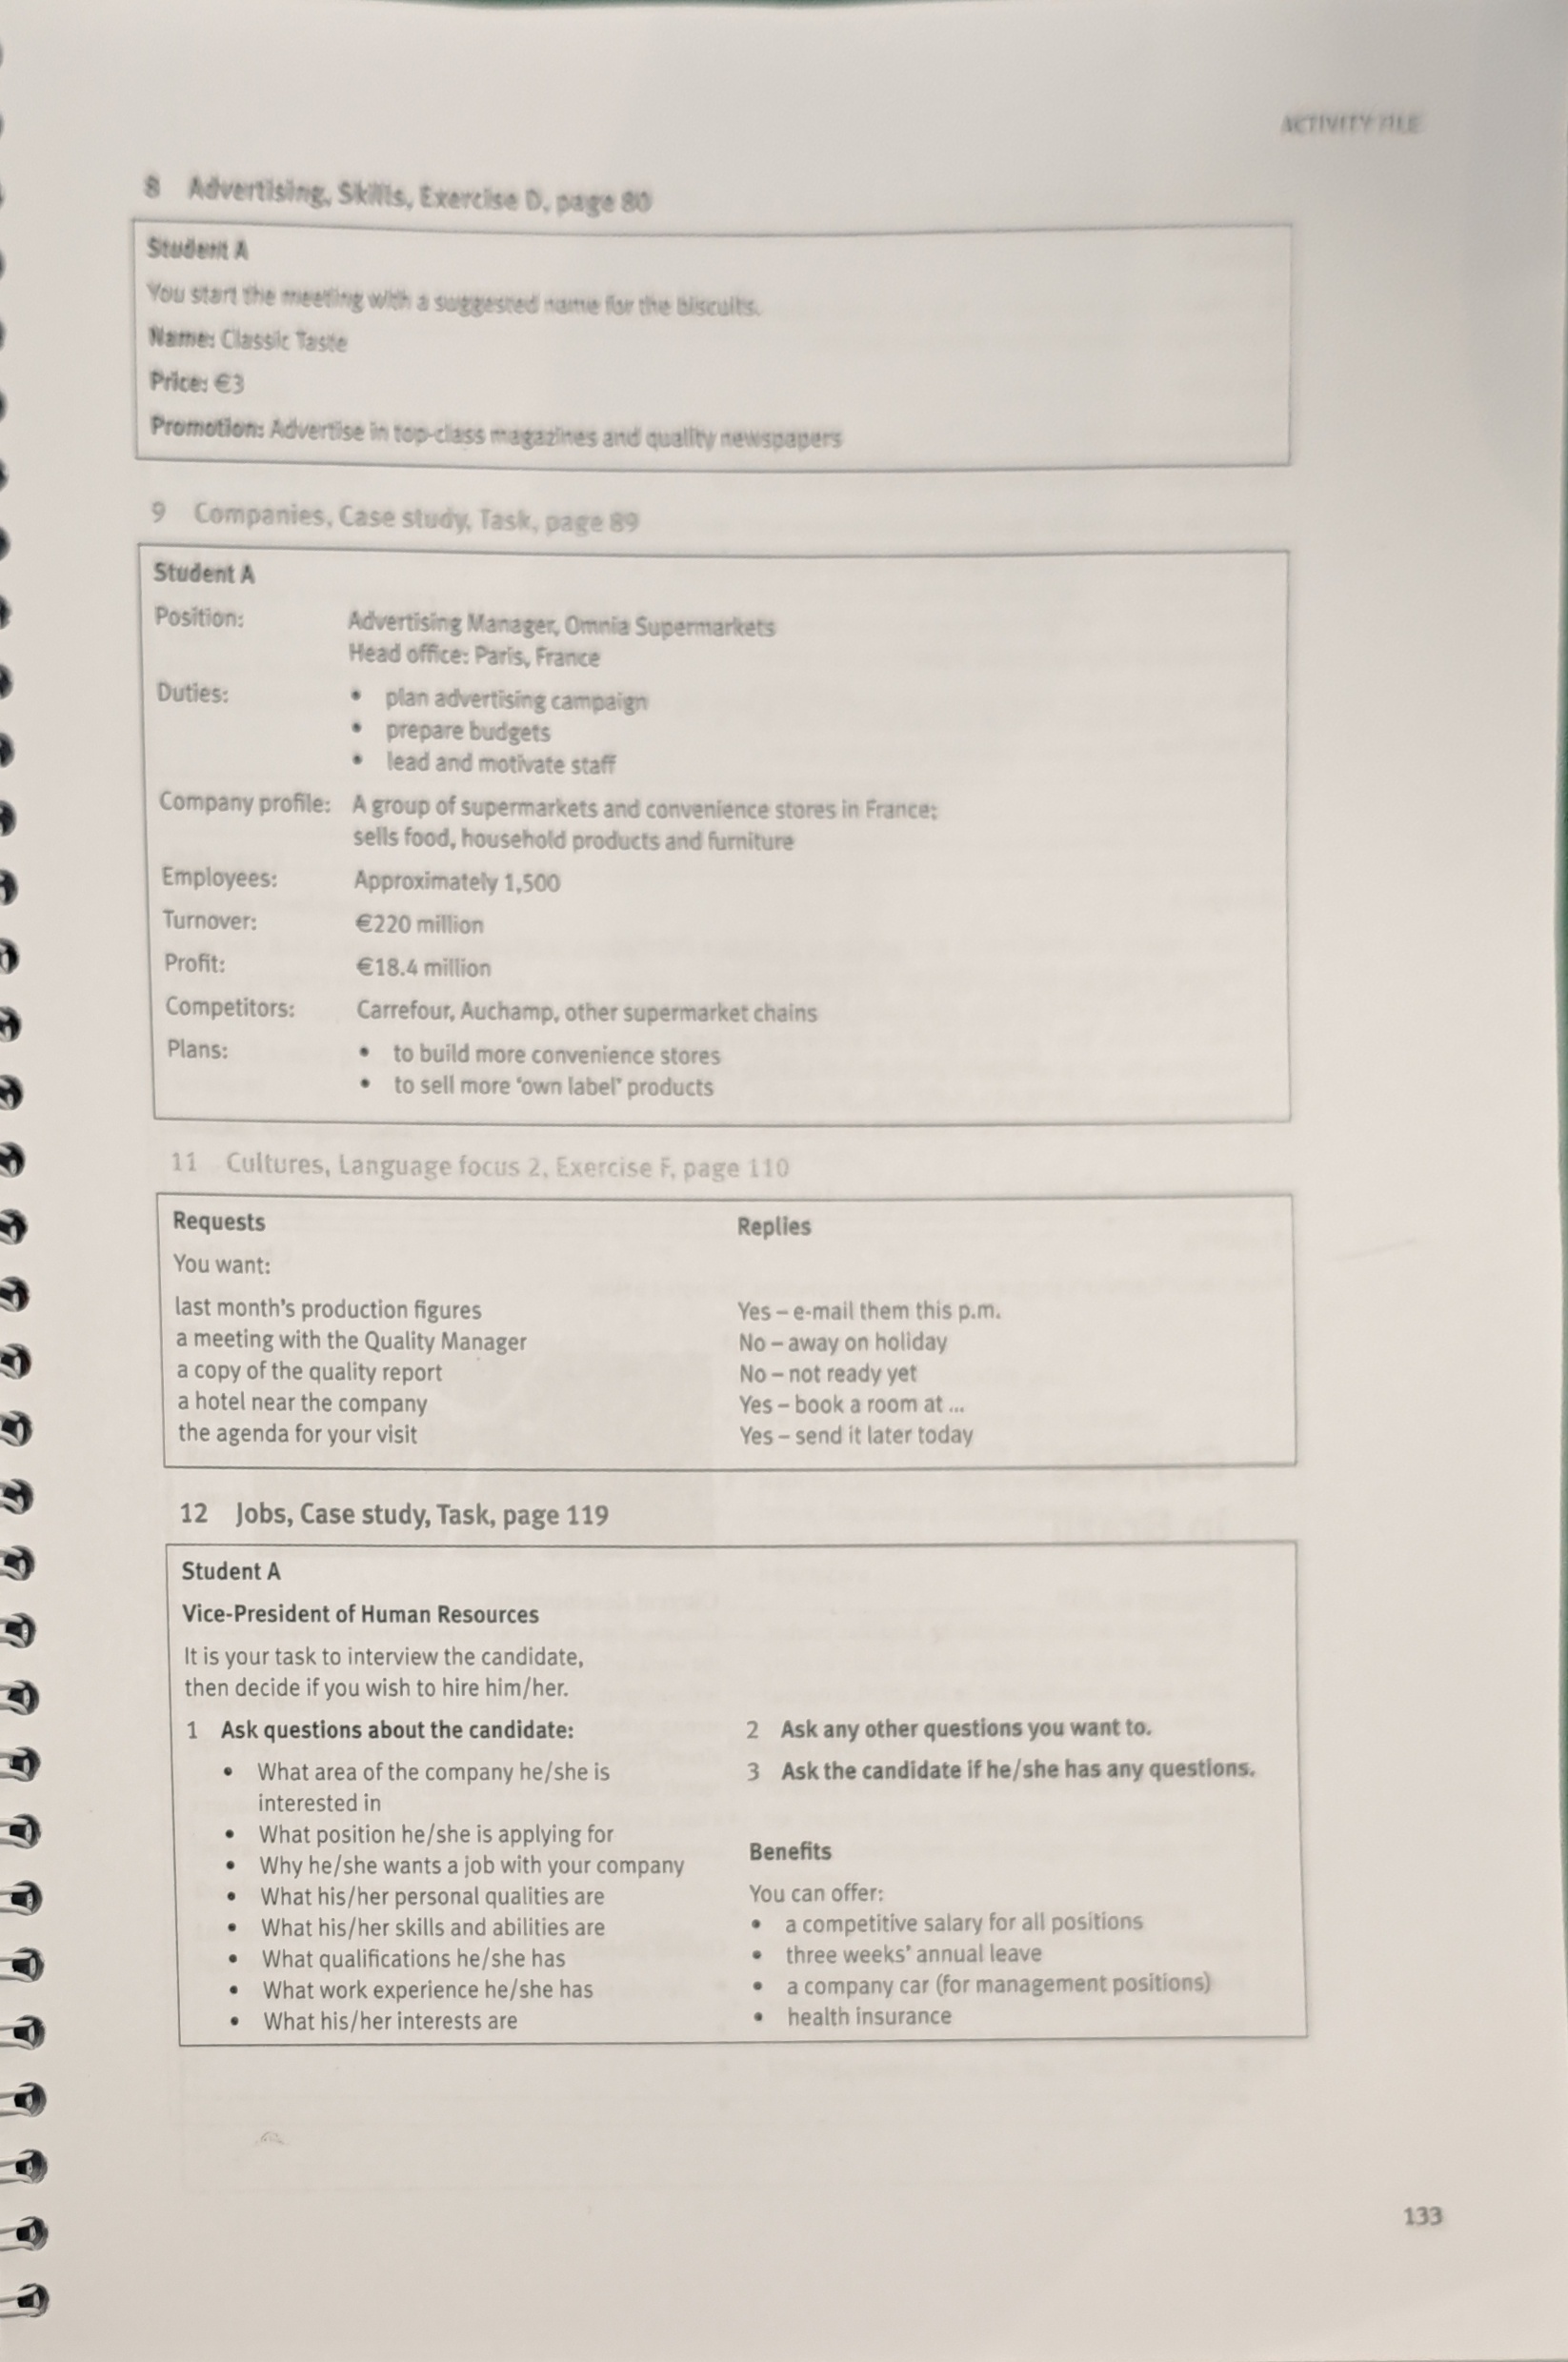 ACTIVITY FILE
8 Advertising, Skills, Exercise D, page 80
Student A
You start the meeting with a suggested name for the biscuits.
Name: Classic Taste
Price: €3
Promotion: Advertise in top-class magazines and quality newspapers
9 Companies, Case study, Task, page 89
Student A
Position: Advertising Manager, Omnia Supermarkets
Head office: Paris, France
Duties: • plan advertising campaign
• prepare budgets
• lead and motivate staff
Company profile: A group of supermarkets and convenience stores in France;
sells food, household products and furniture
Employees: Approximately 1,500
Turnover: €220 million
Profit: €18.4 million
Competitors: Carrefour, Auchamp, other supermarket chains
Plans: • to build more convenience stores
• to sell more 'own label' products
11 Cultures, Language focus 2, Exercise F, page 110
Requests Replies
You want:
last month's production figures Yes – e-mail them this p.m.
a meeting with the Quality Manager No – away on holiday
a copy of the quality report No – not ready yet
a hotel near the company Yes – book a room at ...
the agenda for your visit Yes – send it later today
12 Jobs, Case study, Task, page 119
Student A
Vice-President of Human Resources
It is your task to interview the candidate,
then decide if you wish to hire him/her.
1 Ask questions about the candidate:
• What area of the company he/she is
interested in
• What position he/she is applying for
• Why he/she wants a job with your company
• What his/her personal qualities are
• What his/her skills and abilities are
• What qualifications he/she has
• What work experience he/she has
• What his/her interests are
2 Ask any other questions you want to.
3 Ask the candidate if he/she has any questions.
Benefits
You can offer:
• a competitive salary for all positions
• three weeks' annual leave
• a company car (for management positions)
• health insurance
133